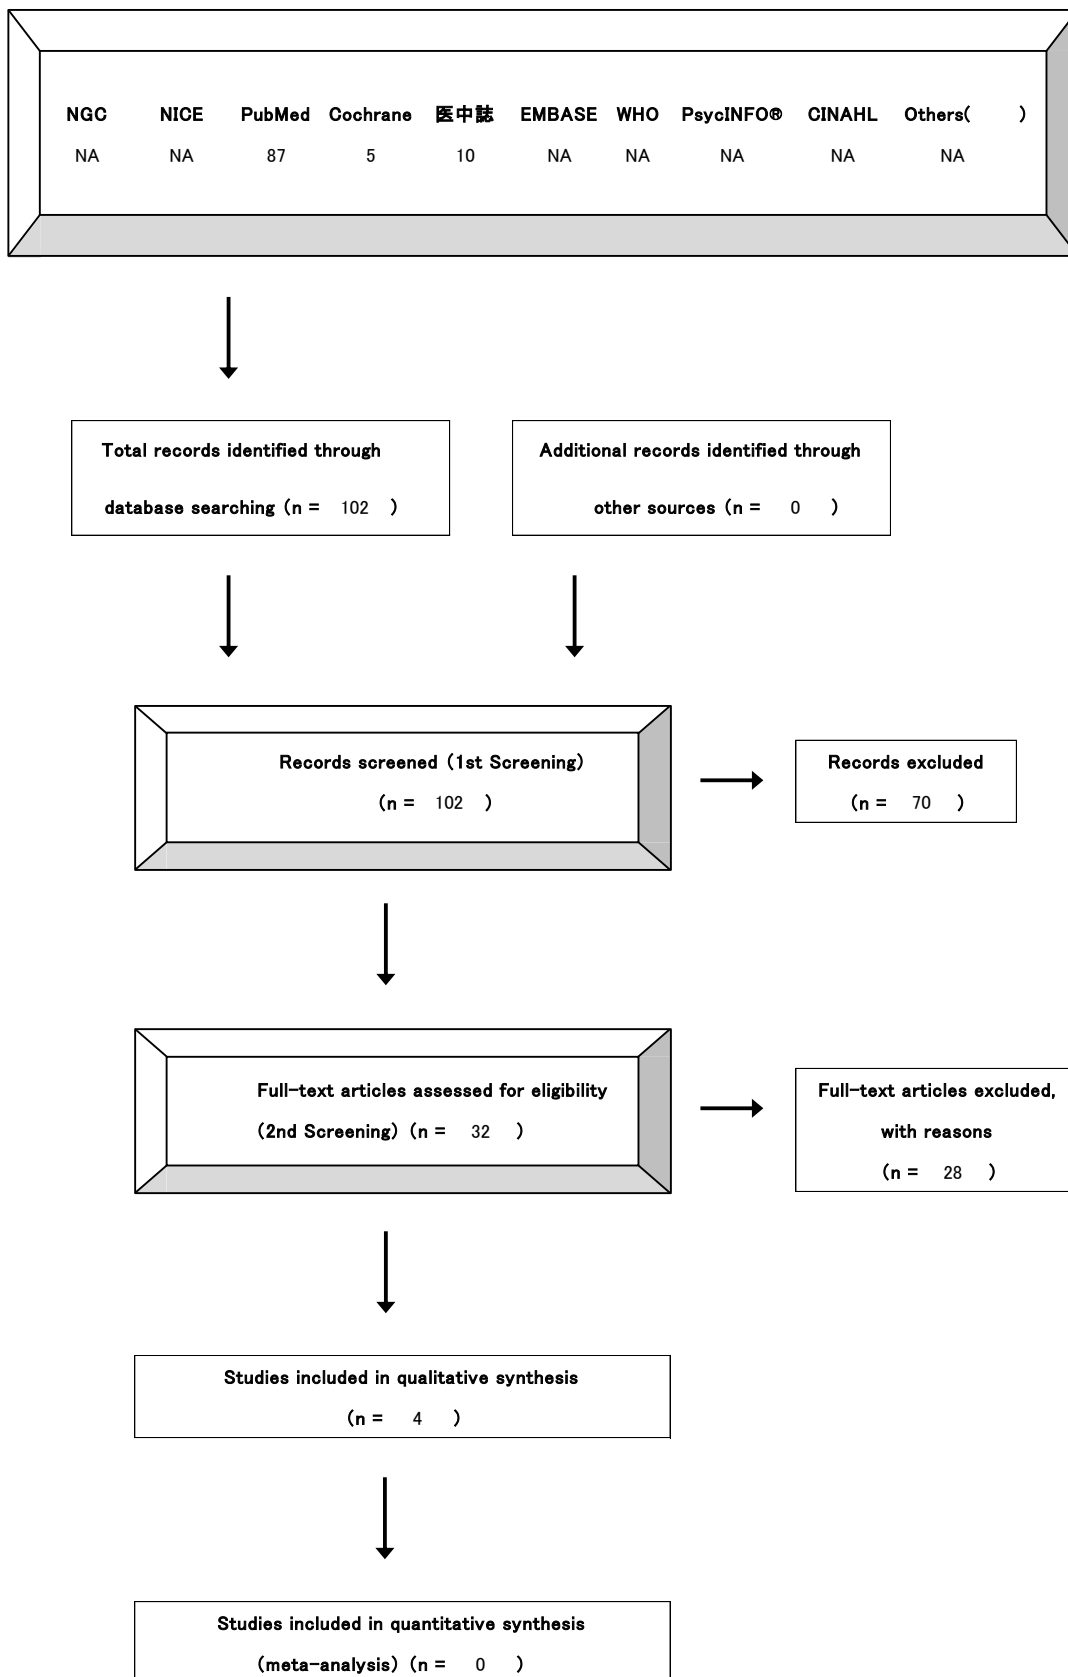 NGC NICE PubMed Cochrane 医中誌 EMBASE WHO PsycINFO® CINAHL Others( )
NA NA 87 5 10 NA NA NA NA NA
Total records identified through
database searching (n = 102 )
Additional records identified through
other sources (n = 0 )
Records screened (1st Screening)
(n = 102 )
Records excluded
(n = 70 )
Full-text articles assessed for eligibility
(2nd Screening) (n = 32 )
Full-text articles excluded,
with reasons
(n = 28 )
Studies included in qualitative synthesis
(n = 4 )
Studies included in quantitative synthesis
(meta-analysis) (n = 0 )